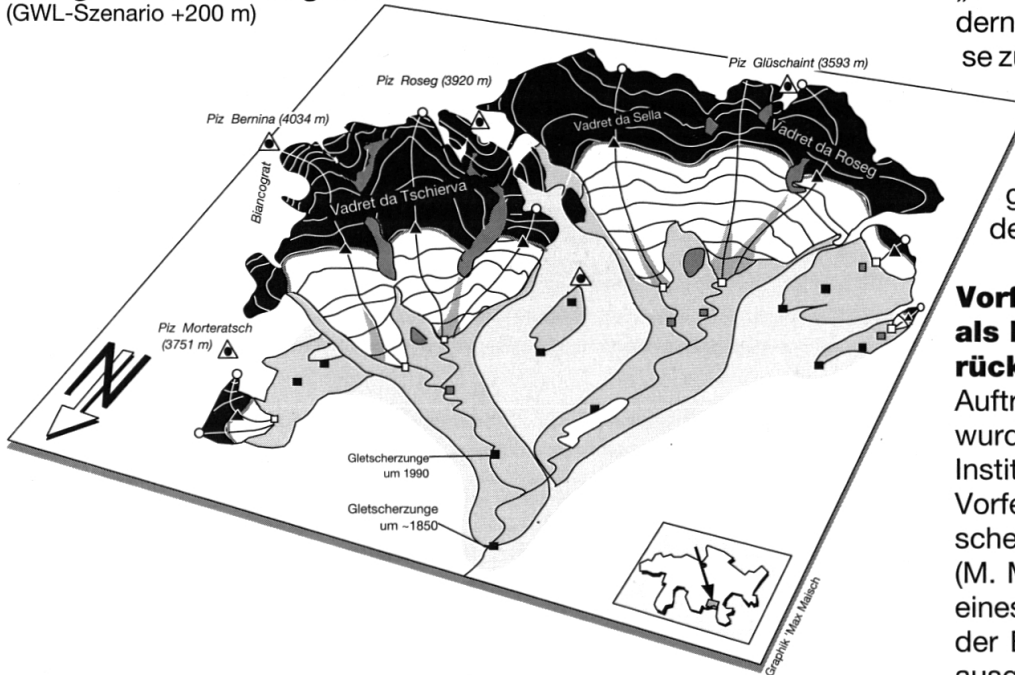 (GWL-Szenario +200 m)
Piz Glüschaint (3593 m)
Piz Roseg (3920 m)
Piz Bernina (4034 m)
Vadret da Sella
Vadret da Roseg
Biancograt
Vadret da Tschierva
Piz Morteratsch
(3751 m)
N
Gletscherzunge
um 1990
Gletscherzunge
um ~1850
Graphik 'Max Maisch
dern
se zu
g
de
Vorf
als
rück
Auftr
wurd
Instit
Vorfe
sche
(M. M
eines
der